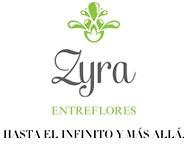 Zyra
ENTREFLORES
HASTA EL INFINITO Y MÁS ALLÁ.